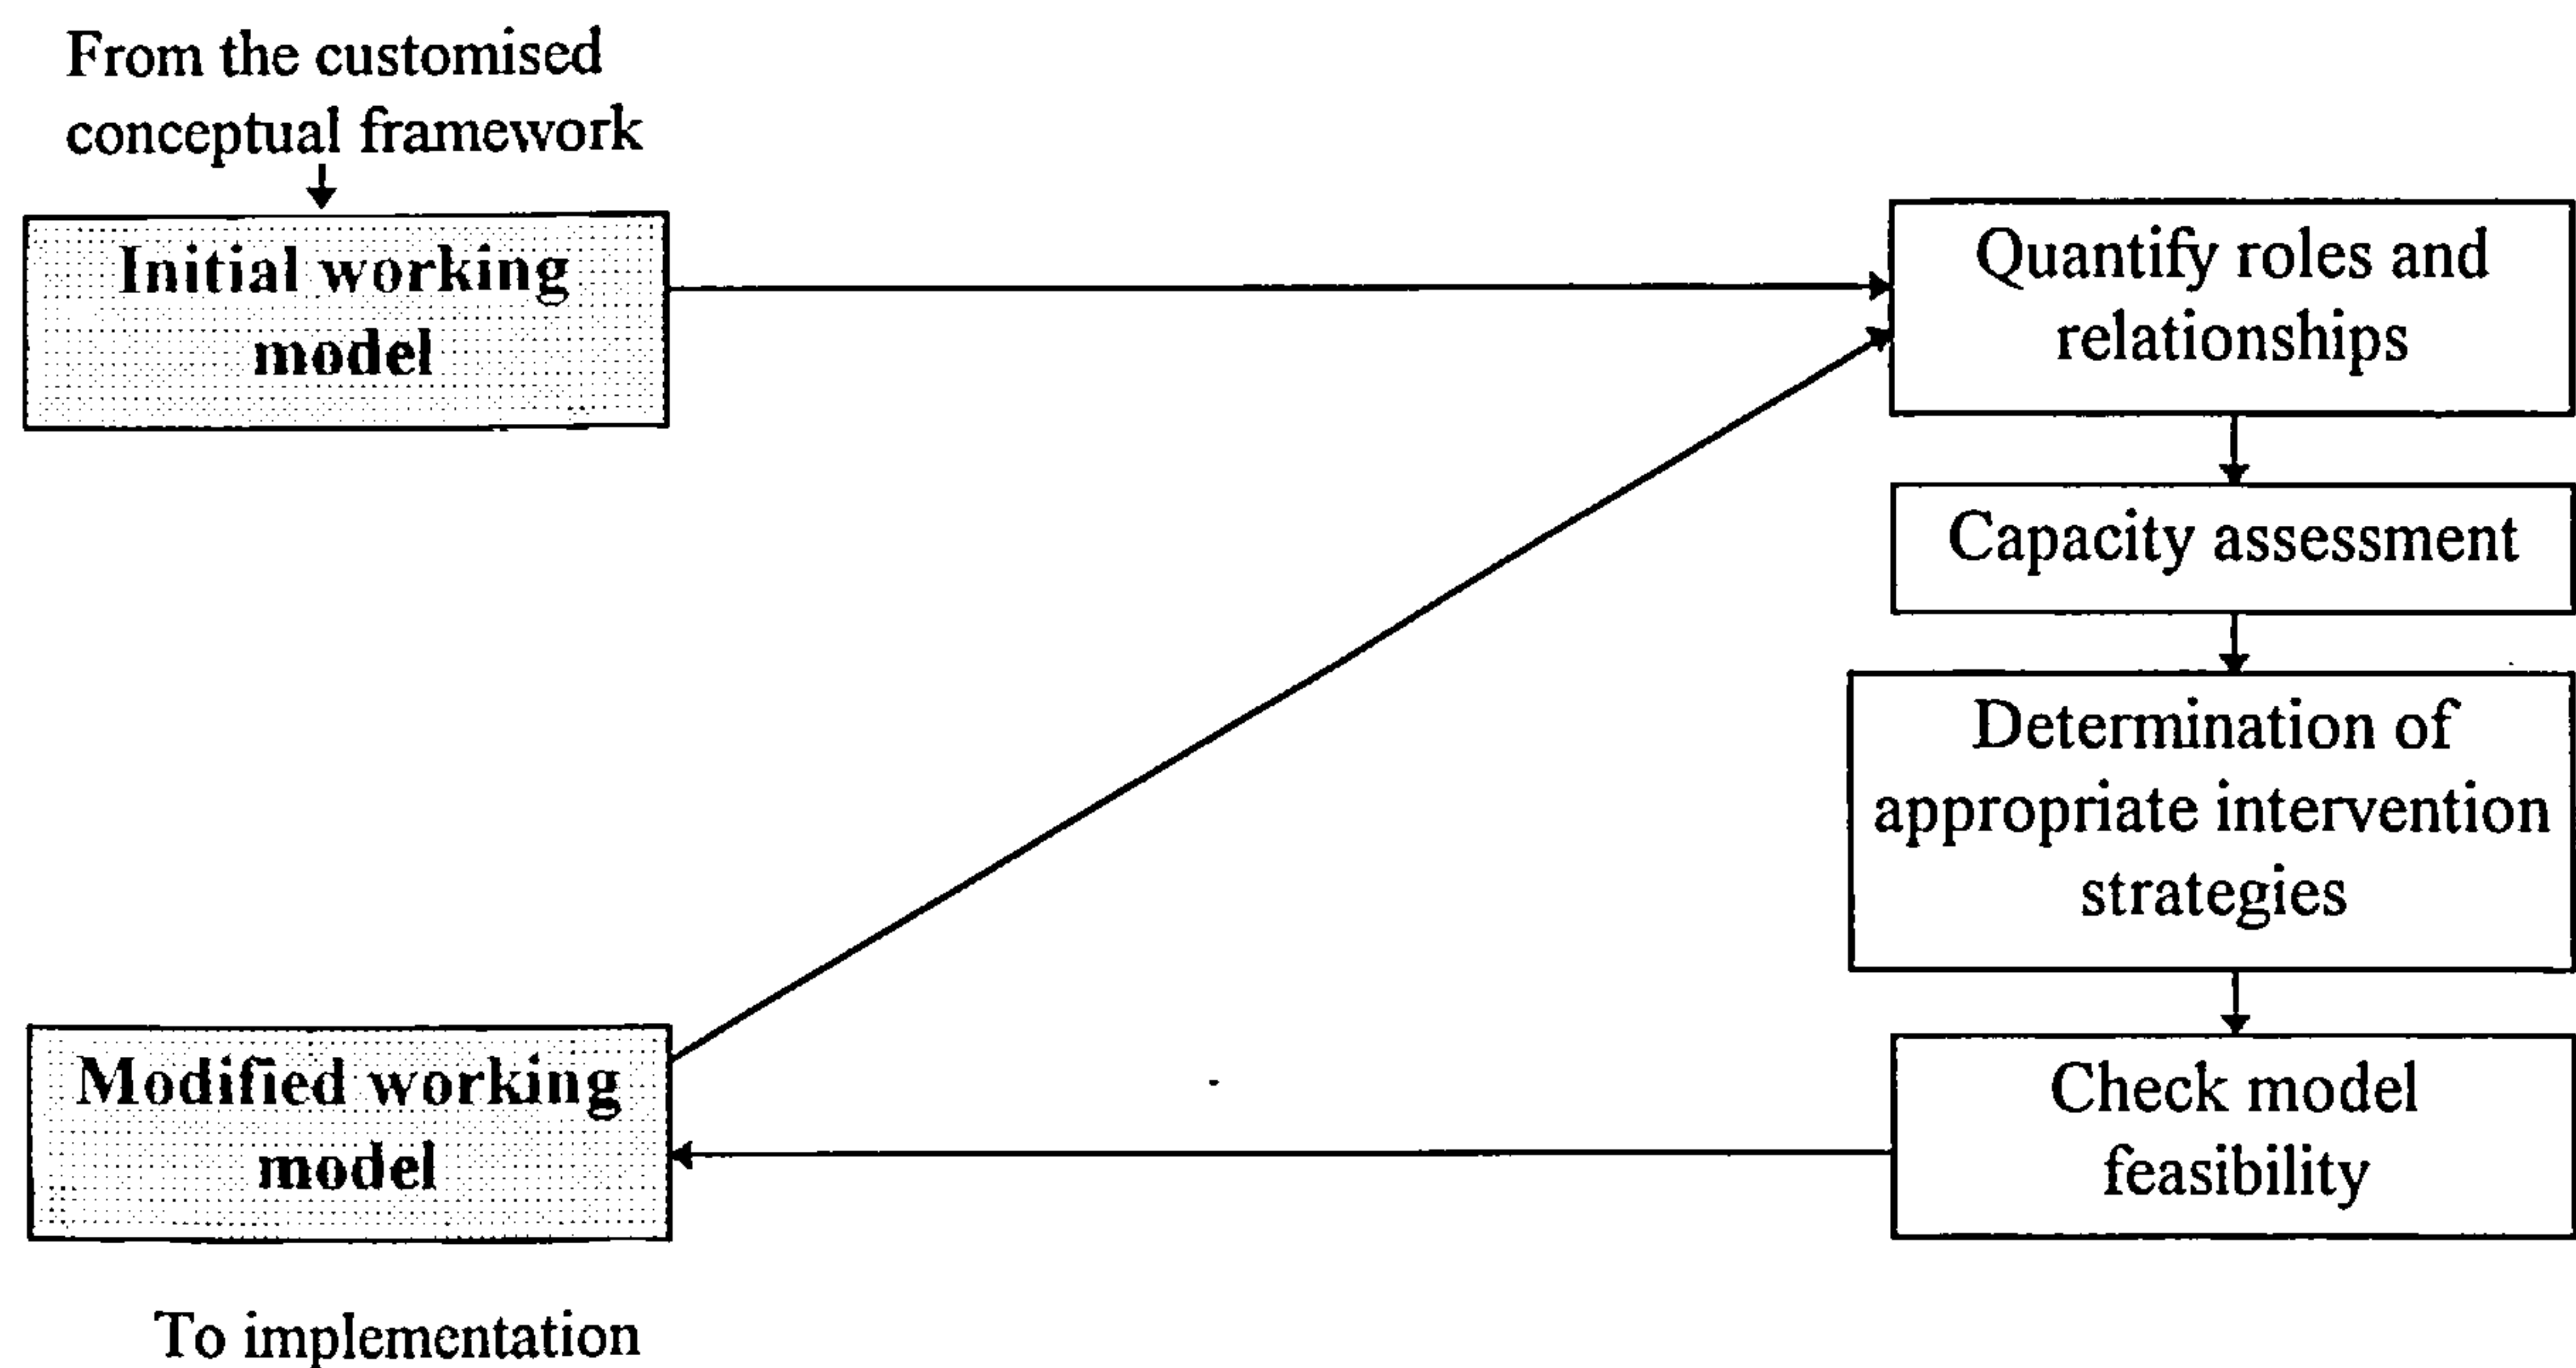 From the customised
conceptual framework
Initial working
model
Quantify roles and
relationships
Capacity assessment
Determination of
appropriate intervention
strategies
Modified working
model
Check model
feasibility
To implementation